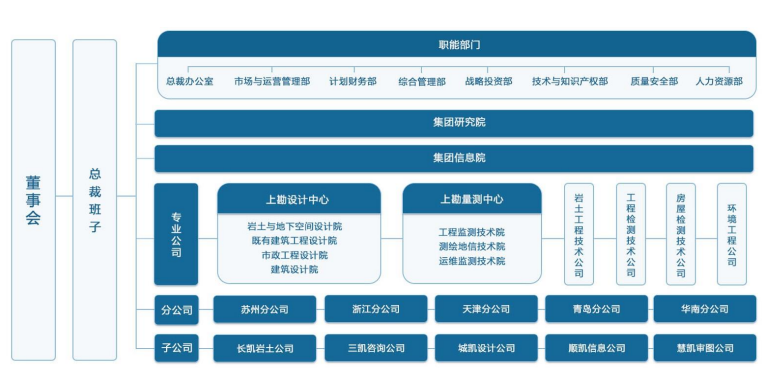 董事会
总裁班子
职能部门
总裁办公室
市场与运营管理部
计划财务部
综合管理部
战略投资部
技术与知识产权部
质量安全部
人力资源部
集团研究院
集团信息院
专业公司
上勘设计中心
岩土与地下空间设计院
既有建筑工程设计院
市政工程设计院
建筑设计院
上勘量测中心
工程监测技术院
测绘地信技术院
运维监测技术院
岩土工程技术公司
工程检测技术公司
房屋检测技术公司
环境工程公司
分公司
苏州分公司
浙江分公司
天津分公司
青岛分公司
华南分公司
子公司
长凯岩土公司
三凯咨询公司
城凯设计公司
顺凯信息公司
慧凯审图公司